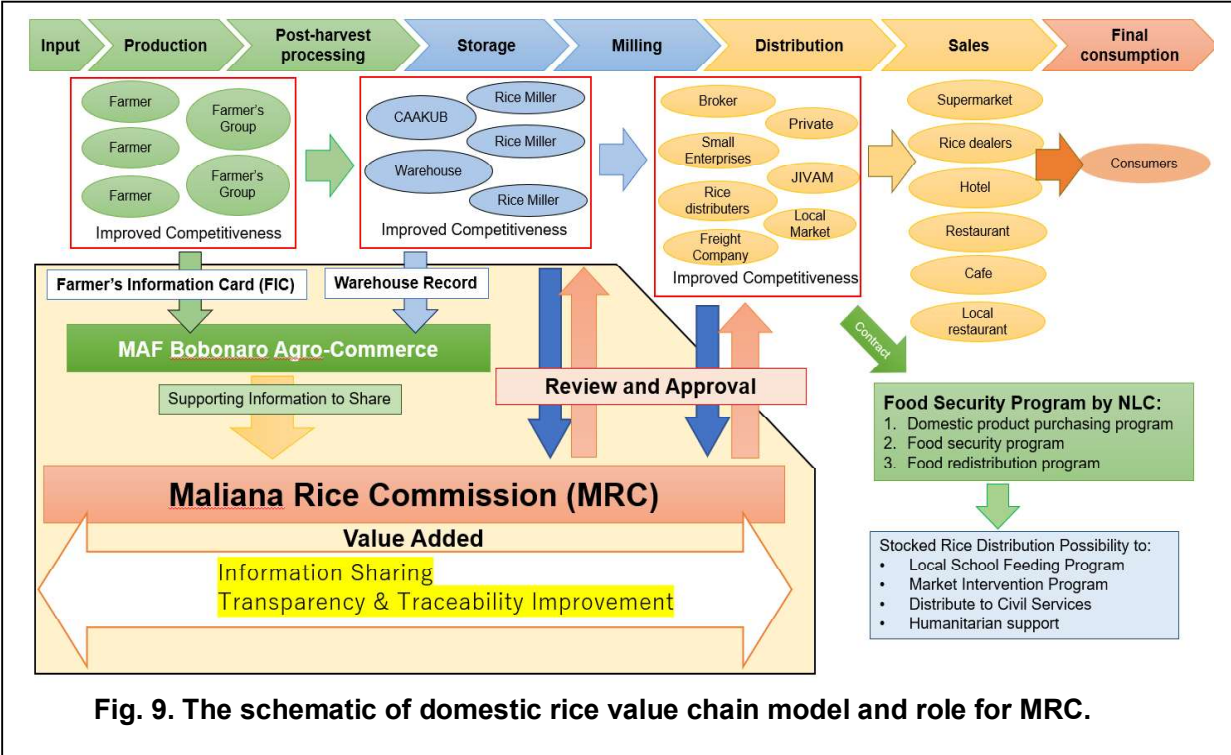 Input
Production
Post-harvest
processing
Storage
Milling
Distribution
Sales
Final
consumption
Farmer
Farmer
Farmer
Farmer's
Group
Farmer's
Group
Improved Competitiveness
CAAKUB
Warehouse
Rice Miller
Rice Miller
Rice Miller
Improved Competitiveness
Broker
Private
Small
Enterprises
JIVAM
Rice
distributers
Local
Market
Freight
Company
Improved Competitiveness
Supermarket
Rice dealers
Hotel
Restaurant
Cafe
Local
restaurant
Consumers
Farmer's Information Card (FIC)
Warehouse Record
MAF Bobonaro Agro-Commerce
Supporting Information to Share
Review and Approval
Contract
Maliana Rice Commission (MRC)
Value Added
Information Sharing
Transparency & Traceability Improvement
Food Security Program by NLC:
1. Domestic product purchasing program
2. Food security program
3. Food redistribution program
Stocked Rice Distribution Possibility to:
• Local School Feeding Program
• Market Intervention Program
• Distribute to Civil Services
• Humanitarian support
Fig. 9. The schematic of domestic rice value chain model and role for MRC.